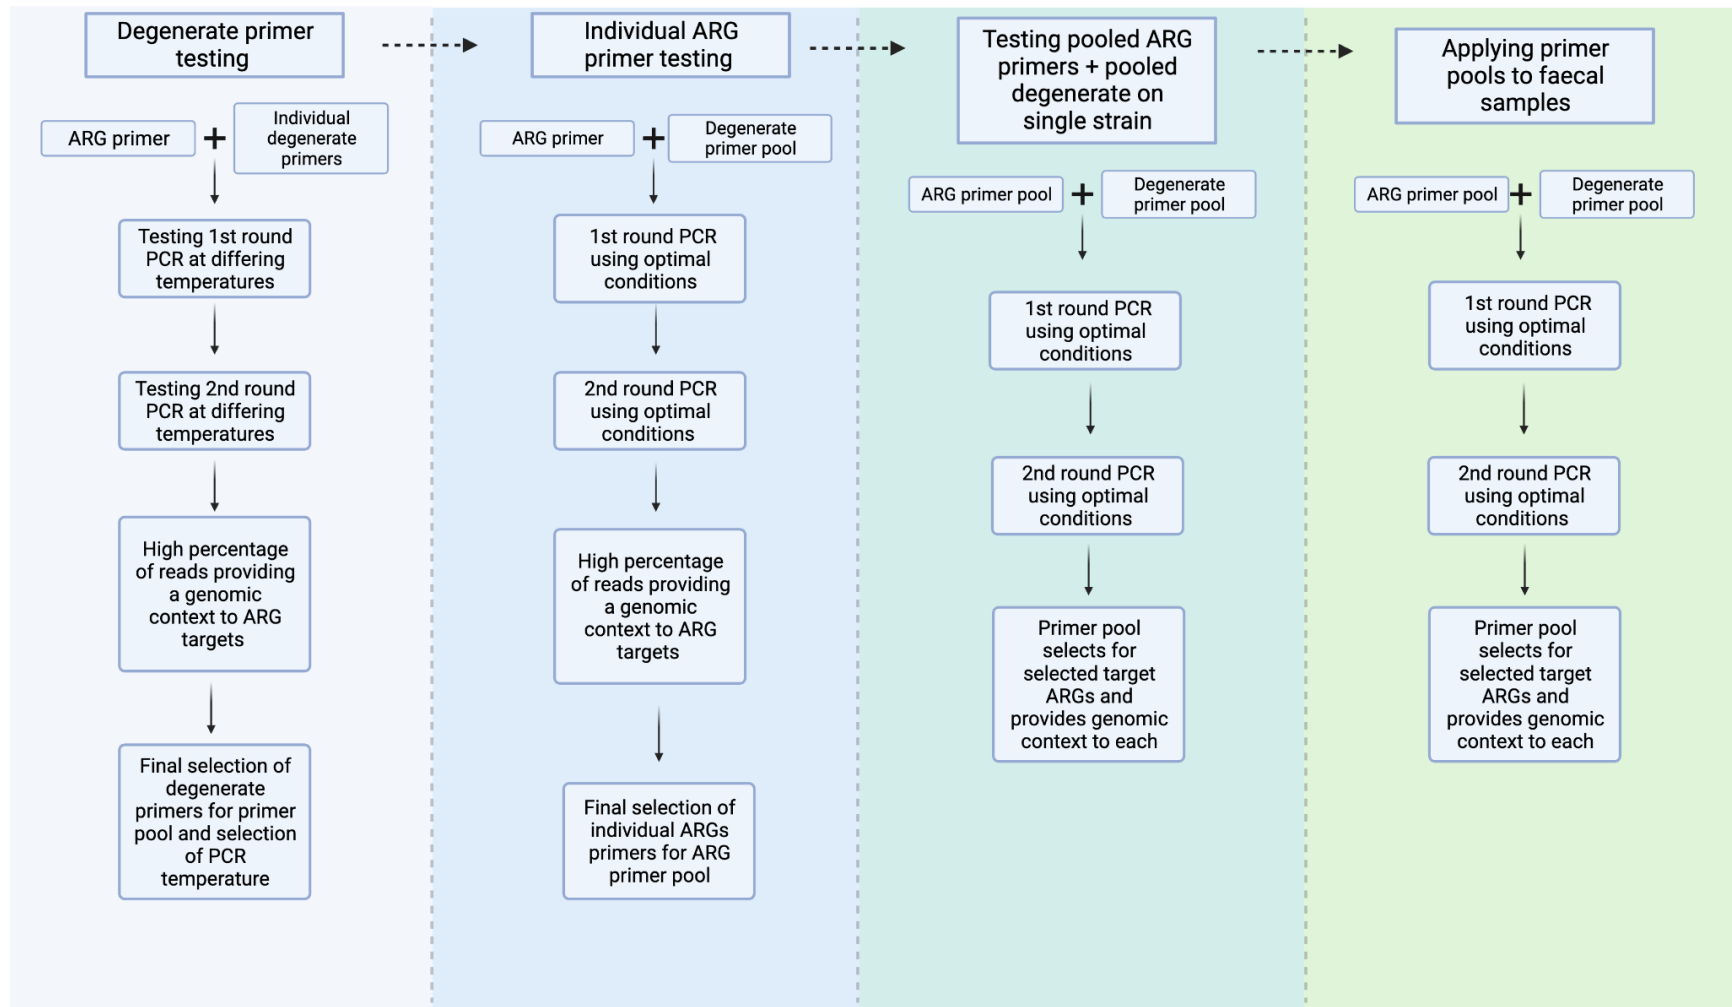 Degenerate primer
testing
ARG primer
+
Individual
degenerate
primers
Testing 1st round
PCR at differing
temperatures
Testing 2nd round
PCR at differing
temperatures
High percentage
of reads providing
a genomic
context to ARG
targets
Final selection of
degenerate
primers for primer
pool and selection
of PCR
temperature
Individual ARG
primer testing
ARG primer
+
Degenerate
primer pool
1st round PCR
using optimal
conditions
2nd round PCR
using optimal
conditions
High percentage
of reads providing
a genomic
context to ARG
targets
Final selection of
individual ARGs
primers for ARG
primer pool
Testing pooled ARG
primers + pooled
degenerate on
single strain
ARG primer pool
+
Degenerate
primer pool
1st round PCR
using optimal
conditions
2nd round PCR
using optimal
conditions
Primer pool
selects for
selected target
ARGs and
provides genomic
context to each
Applying primer
pools to faecal
samples
ARG primer pool
+
Degenerate
primer pool
1st round PCR
using optimal
conditions
2nd round PCR
using optimal
conditions
Primer pool
selects for
selected target
ARGs and
provides genomic
context to each